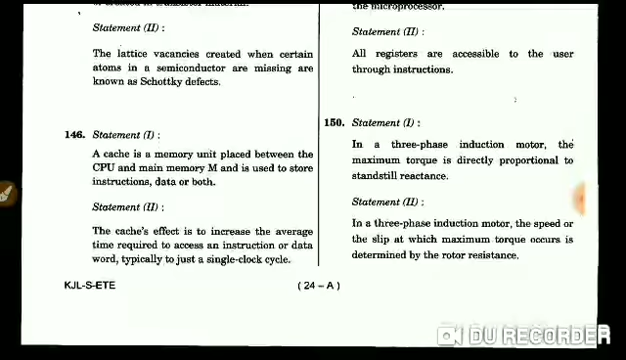 Statement (II) :
The lattice vacancies created when certain
atoms in a semiconductor are missing are
known as Schottky defects.
146. Statement (I) :
A cache is a memory unit placed between the
CPU and main memory M and is used to store
instructions, data or both.
Statement (II) :
The cache's effect is to increase the average
time required to access an instruction or data
word, typically to just a single-clock cycle.
the microprocessor.
Statement (II) :
All registers are accessible to the user
through instructions.
150. Statement (I) :
In a three-phase induction motor, the
maximum torque is directly proportional to
standstill reactance.
Statement (II) :
In a three-phase induction motor, the speed or
the slip at which maximum torque occurs is
determined by the rotor resistance.
KJL-S-ETE
( 24 – A )
DU RECORDER